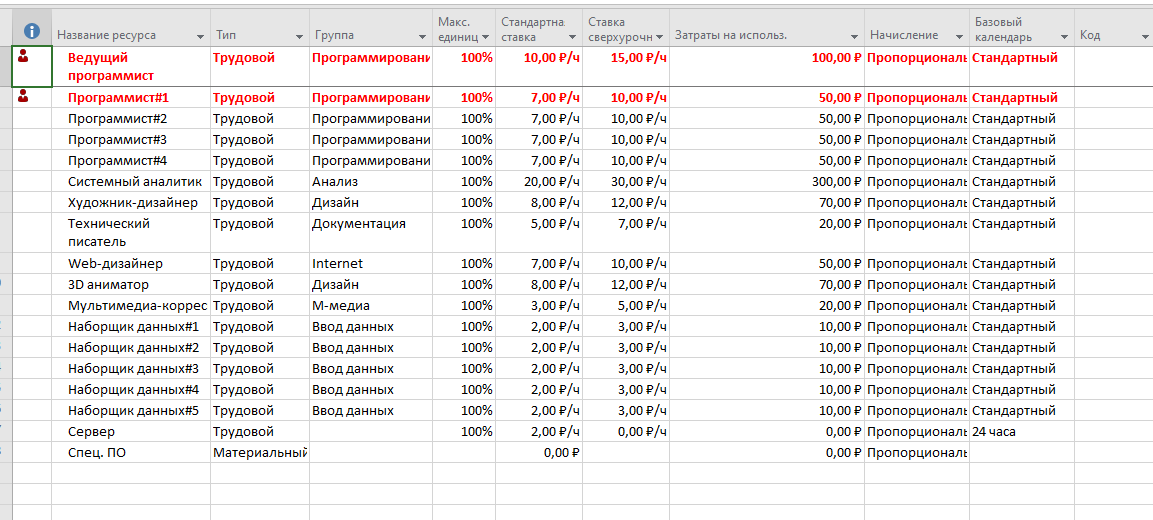 Название ресурса Тип Группа Макс. единиц Стандартна ставка Ставка сверхурочн Затраты на использ. Начисление Базовый календарь Код
Ведущий программист Трудовой Программировани 100% 10,00 ₽/ч 15,00 ₽/ч 100,00 ₽ Пропорциональ Стандартный
Программист#1 Трудовой Программировани 100% 7,00 ₽/ч 10,00 ₽/ч 50,00 ₽ Пропорциональ Стандартный
Программист#2 Трудовой Программировани 100% 7,00 ₽/ч 10,00 ₽/ч 50,00 ₽ Пропорциональ Стандартный
Программист#3 Трудовой Программировани 100% 7,00 ₽/ч 10,00 ₽/ч 50,00 ₽ Пропорциональ Стандартный
Программист#4 Трудовой Программировани 100% 7,00 ₽/ч 10,00 ₽/ч 50,00 ₽ Пропорциональ Стандартный
Системный аналитик Трудовой Анализ 100% 20,00 ₽/ч 30,00 ₽/ч 300,00 ₽ Пропорциональ Стандартный
Художник-дизайнер Трудовой Дизайн 100% 8,00 ₽/ч 12,00 ₽/ч 70,00 ₽ Пропорциональ Стандартный
Технический писатель Трудовой Документация 100% 5,00 ₽/ч 7,00 ₽/ч 20,00 ₽ Пропорциональ Стандартный
Web-дизайнер Трудовой Internet 100% 7,00 ₽/ч 10,00 ₽/ч 50,00 ₽ Пропорциональ Стандартный
3D аниматор Трудовой Дизайн 100% 8,00 ₽/ч 12,00 ₽/ч 70,00 ₽ Пропорциональ Стандартный
Мультимедиа-коррес Трудовой М-медиа 100% 3,00 ₽/ч 5,00 ₽/ч 20,00 ₽ Пропорциональ Стандартный
Наборщик данных#1 Трудовой Ввод данных 100% 2,00 ₽/ч 3,00 ₽/ч 10,00 ₽ Пропорциональ Стандартный
Наборщик данных#2 Трудовой Ввод данных 100% 2,00 ₽/ч 3,00 ₽/ч 10,00 ₽ Пропорциональ Стандартный
Наборщик данных#3 Трудовой Ввод данных 100% 2,00 ₽/ч 3,00 ₽/ч 10,00 ₽ Пропорциональ Стандартный
Наборщик данных#4 Трудовой Ввод данных 100% 2,00 ₽/ч 3,00 ₽/ч 10,00 ₽ Пропорциональ Стандартный
Наборщик данных#5 Трудовой Ввод данных 100% 2,00 ₽/ч 3,00 ₽/ч 10,00 ₽ Пропорциональ Стандартный
Сервер Трудовой 100% 2,00 ₽/ч 0,00 ₽/ч 0,00 ₽ Пропорциональ 24 часа
Спец. ПО Материальный 0,00 ₽ 0,00 ₽ Пропорциональ